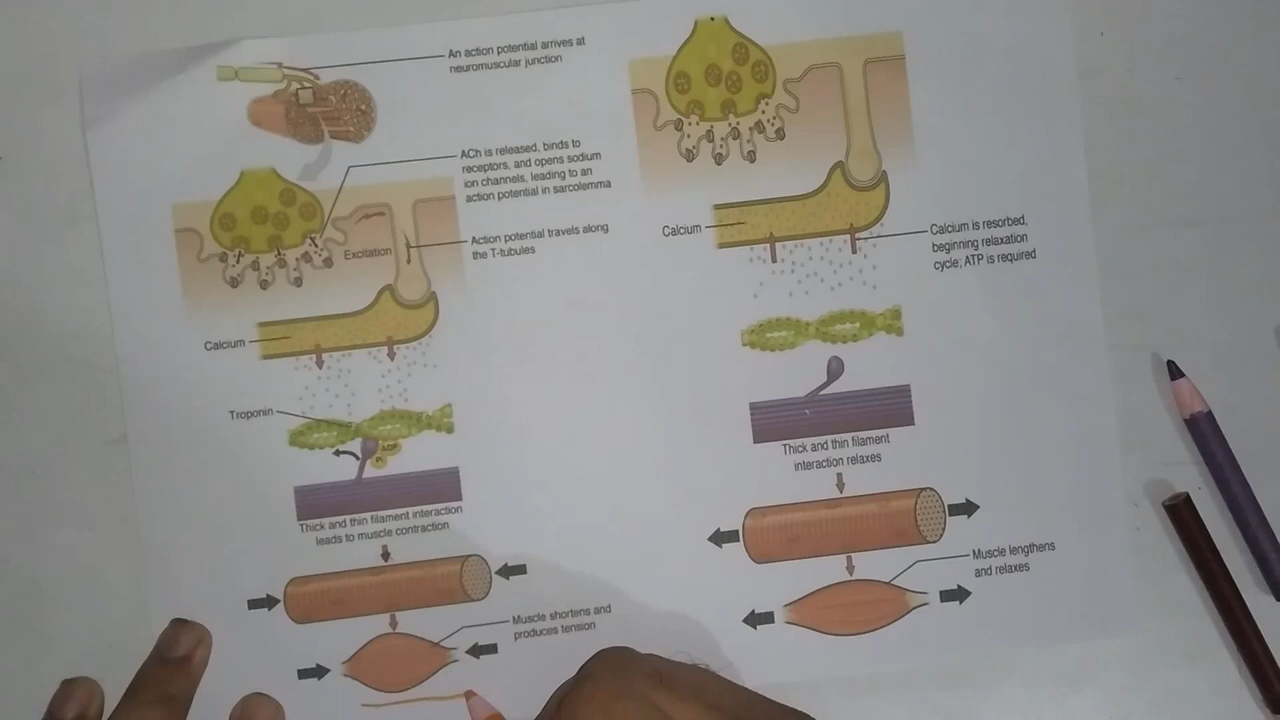 An action potential arrives at
neuromuscular junction
ACh is released, binds to
receptors, and opens sodium
ion channels, leading to an
action potential in sarcolemma
Excitation
Action potential travels along
the T-tubules
Calcium
Troponin
ADP
Pi
Thick and thin filament interaction
leads to muscle contraction
Muscle shortens and
produces tension
Calcium
Calcium is resorbed,
beginning relaxation
cycle; ATP is required
Thick and thin filament
interaction relaxes
Muscle lengthens
and relaxes